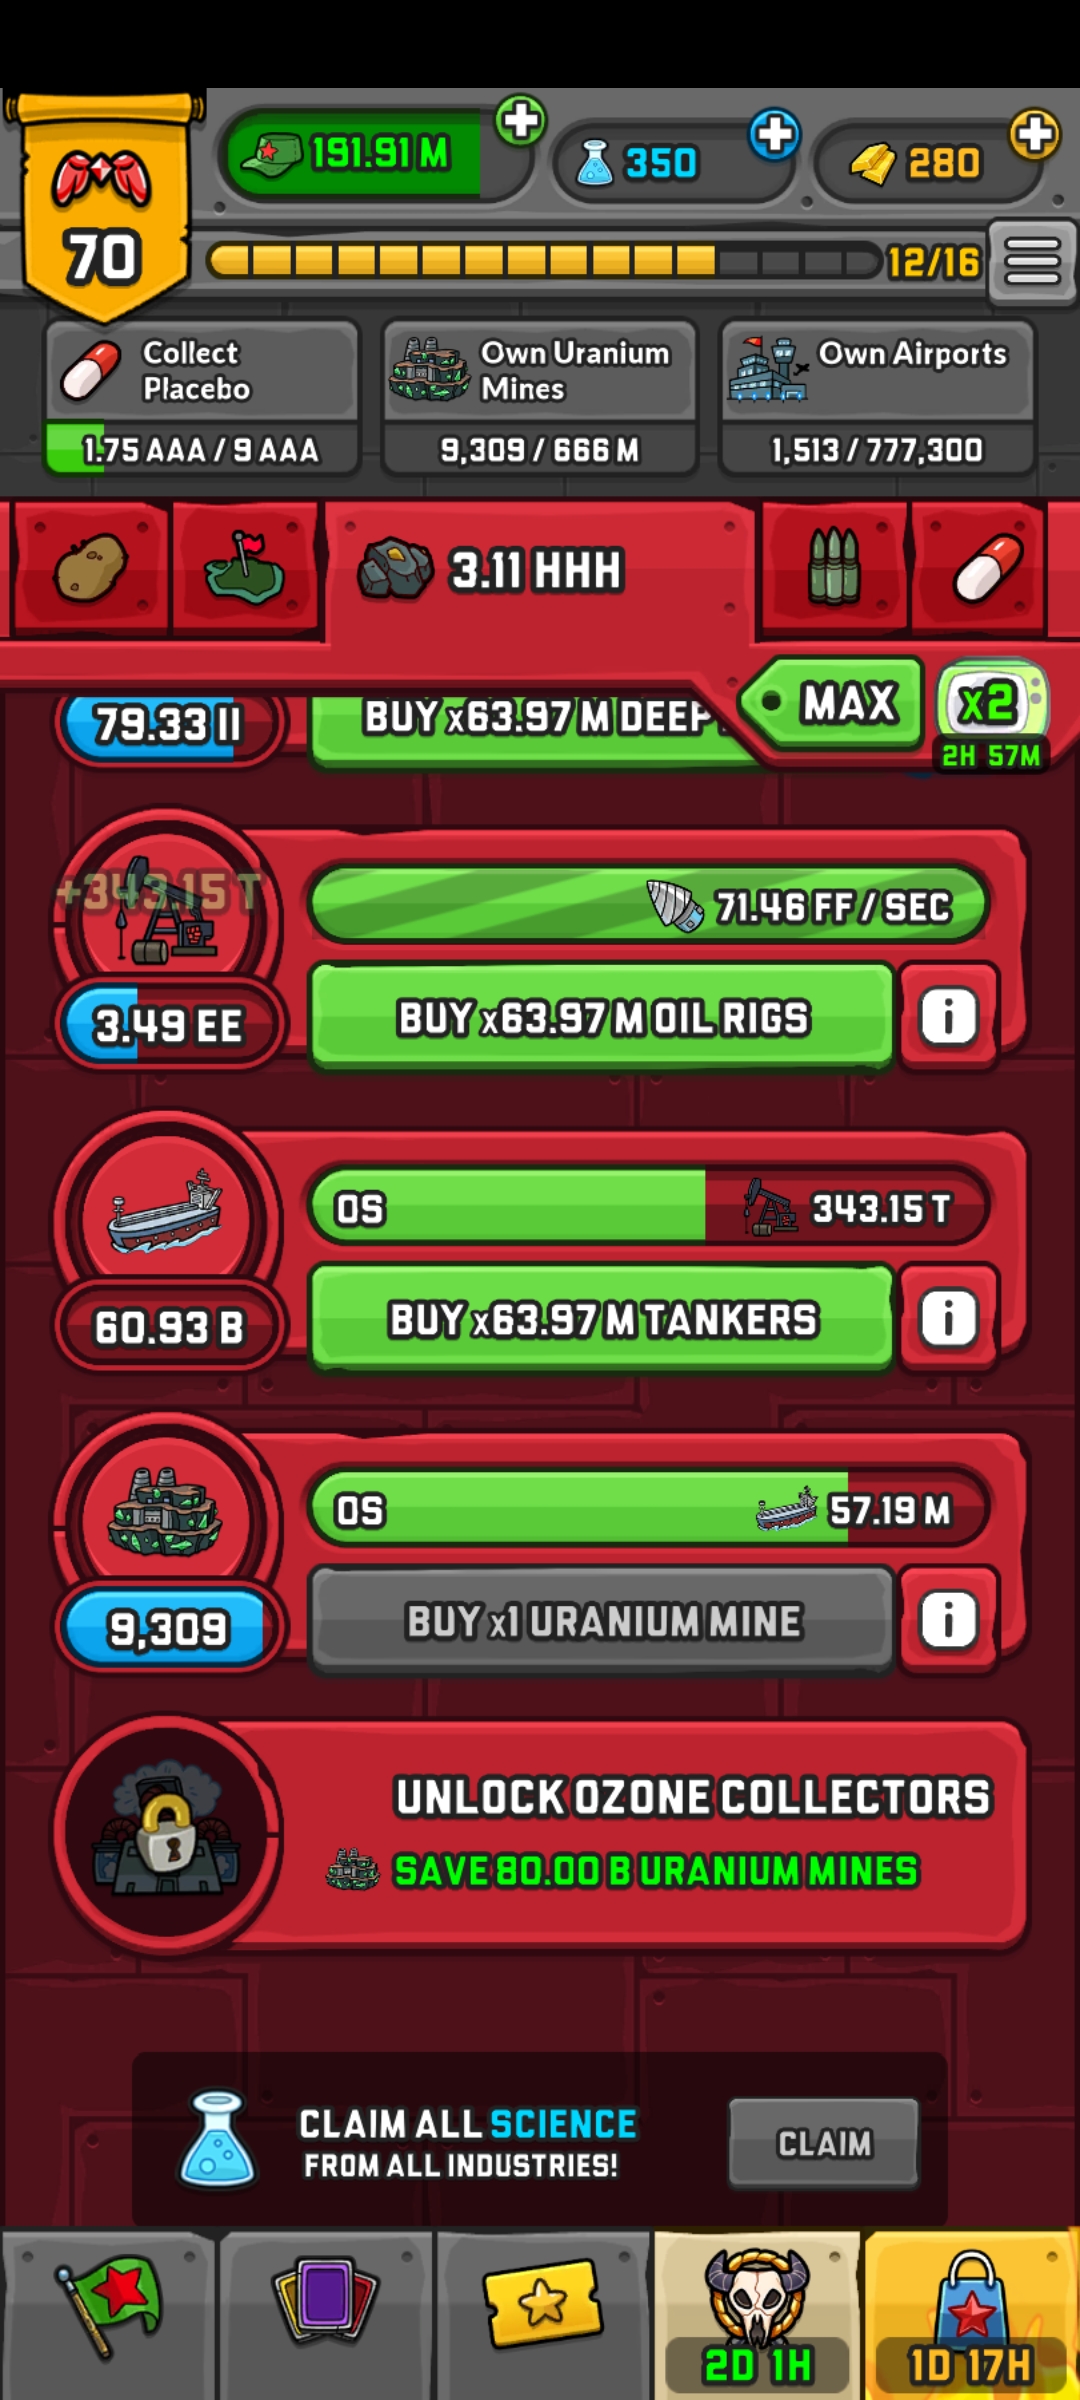 191.91 M
350
280
70
12/16
Collect Placebo
1.75 AAA / 9 AAA
Own Uranium Mines
9,309 / 666 M
Own Airports
1,513 / 777,300
3.11 HHH
MAX
x2
2H 57M
79.33 II
BUY x63.97 M DEEP
+343.15 T
71.46 FF / SEC
3.49 EE
BUY x63.97 M OIL RIGS
i
0S
343.15 T
60.93 B
BUY x63.97 M TANKERS
i
0S
57.19 M
9,309
BUY x1 URANIUM MINE
i
UNLOCK OZONE COLLECTORS
SAVE 80.00 B URANIUM MINES
CLAIM ALL SCIENCE
FROM ALL INDUSTRIES!
CLAIM
2D 1H
1D 17H